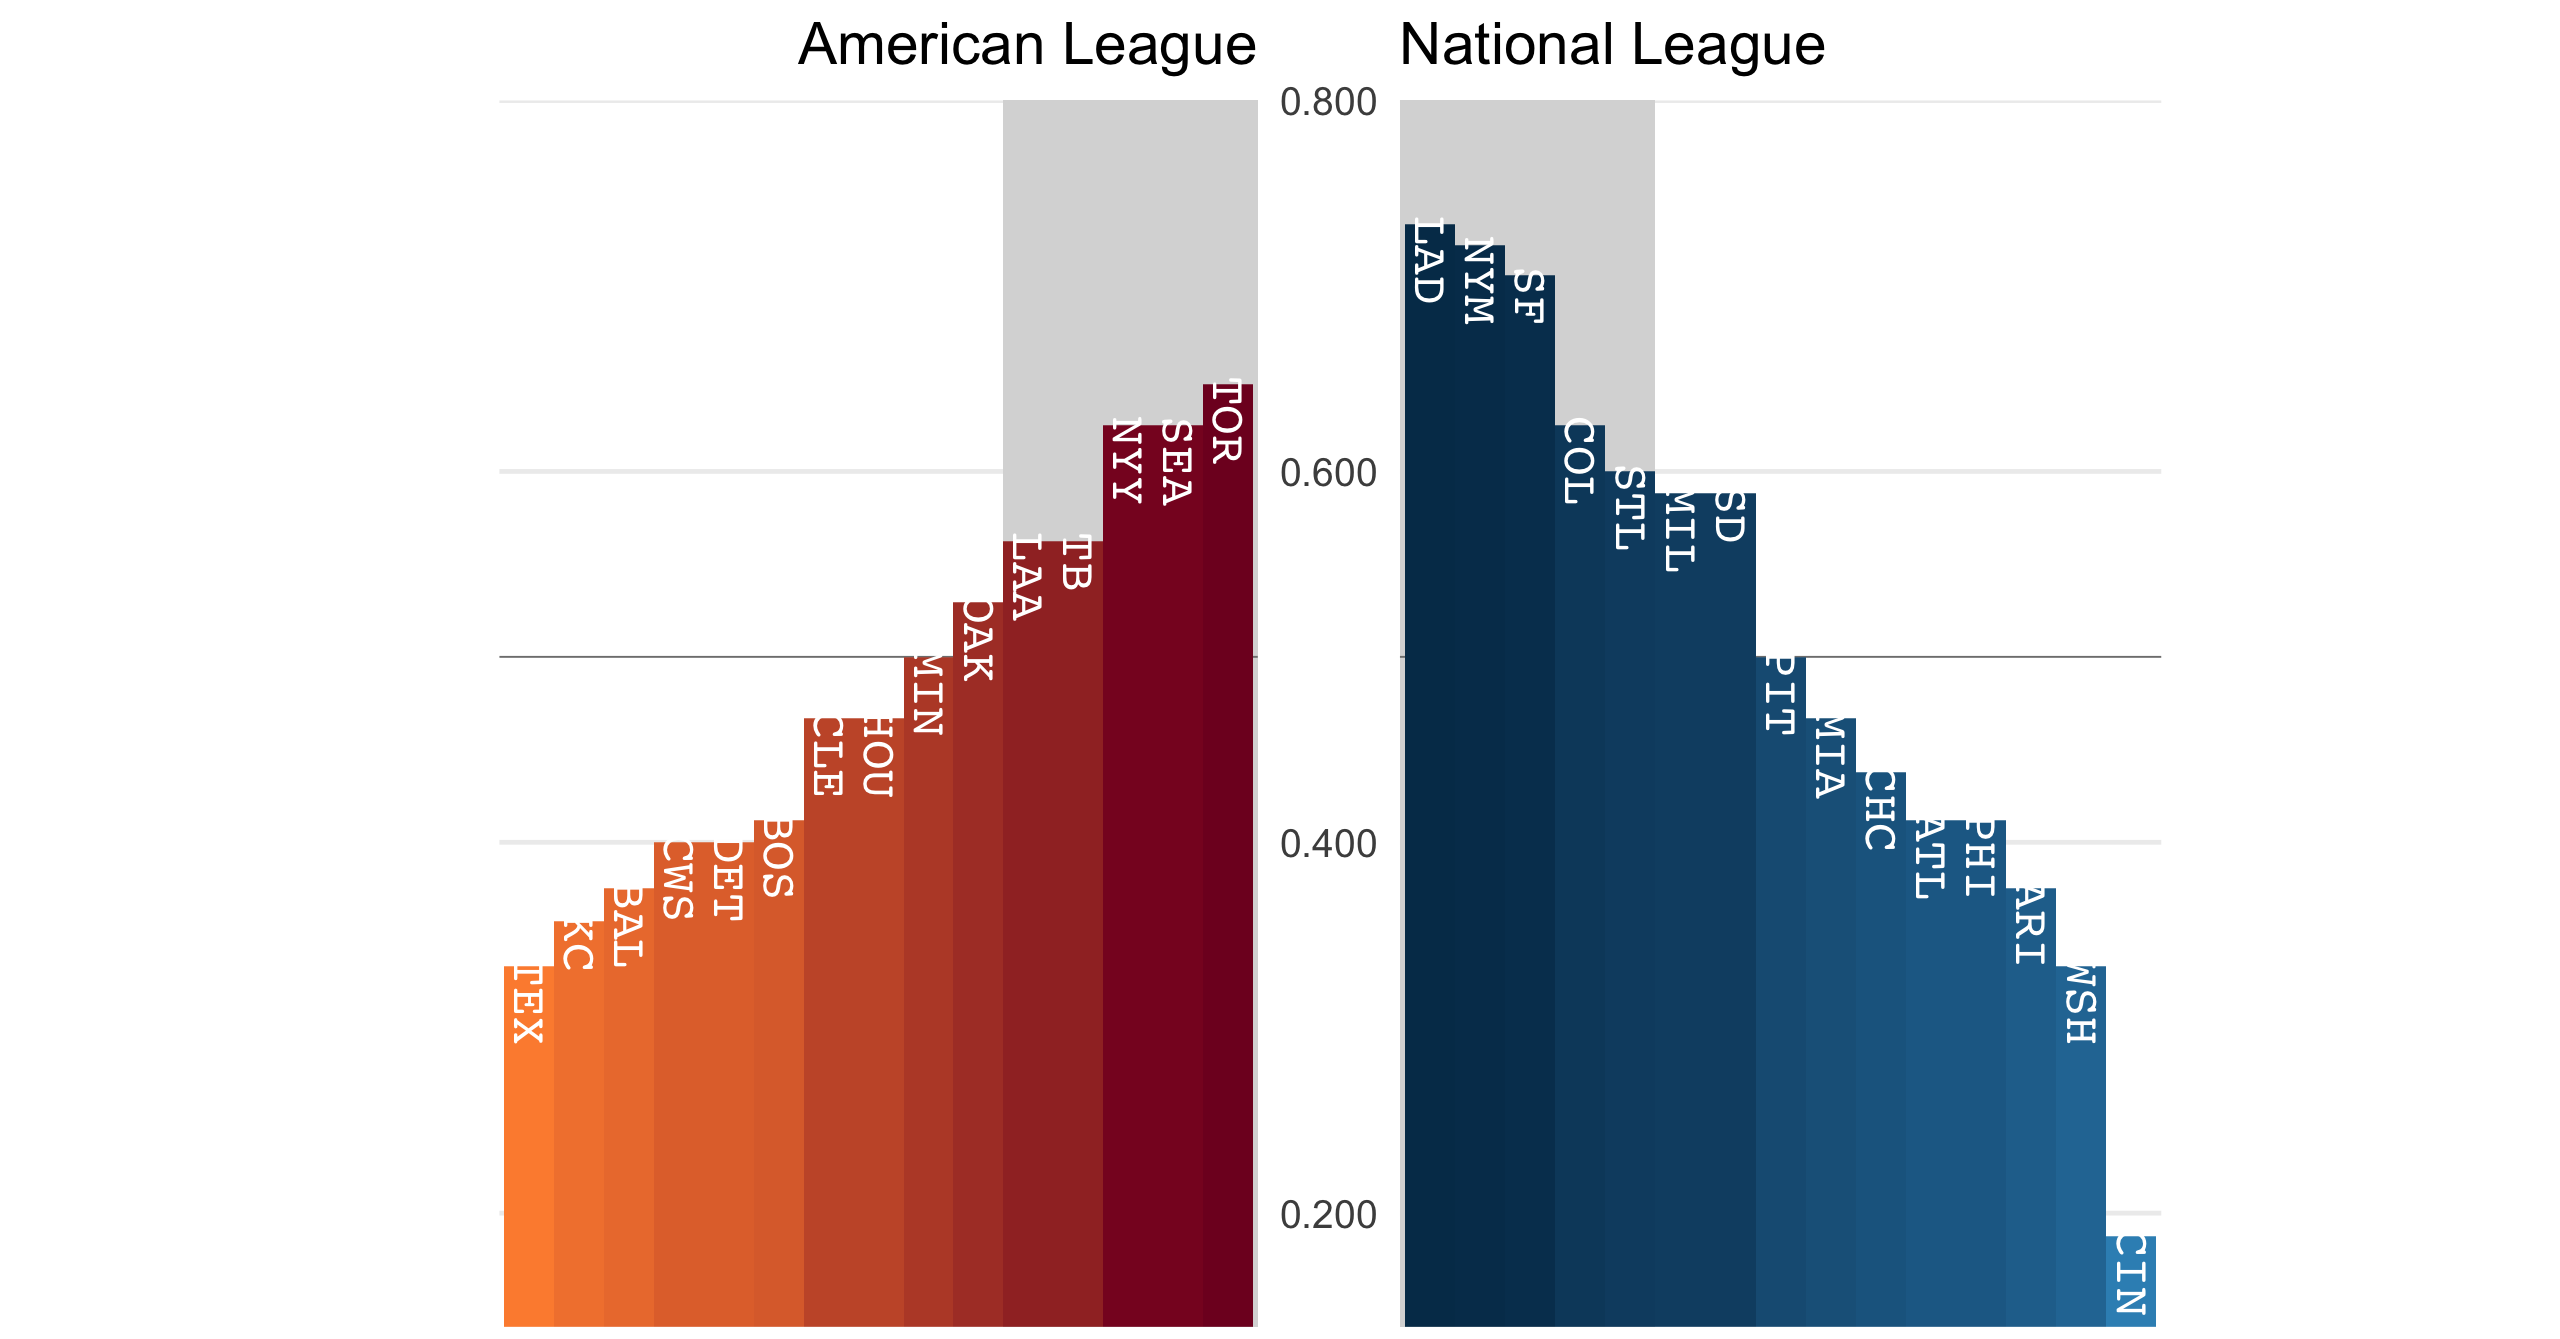 American League
National League
0.800
0.600
0.400
0.200
TEX
KC
BAL
CWS
DET
BOS
CLE
HOU
MIN
OAK
LAA
TB
NYY
SEA
TOR
LAD
NYM
SF
COL
STL
MIL
SD
PIT
MIA
CHC
ATL
PHI
ARI
WSH
CIN